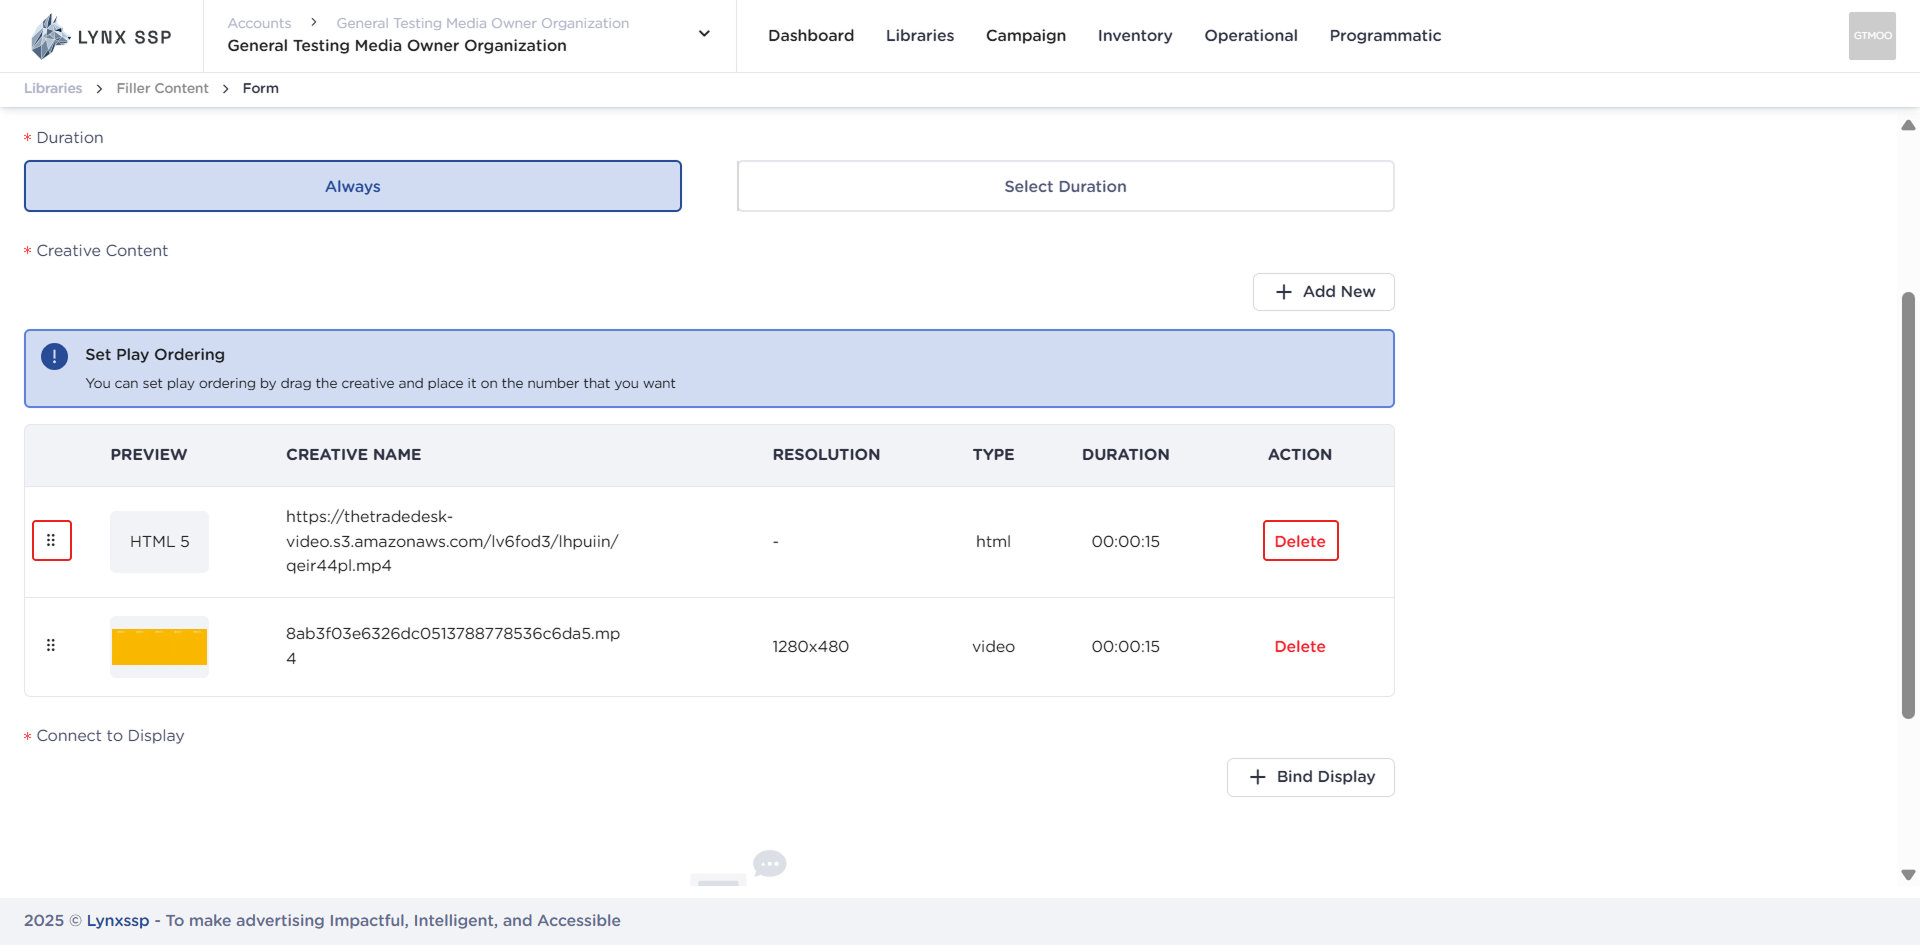 LYNX SSP
Accounts > General Testing Media Owner Organization
General Testing Media Owner Organization
Dashboard Libraries Campaign Inventory Operational Programmatic
GTMOO
Libraries > Filler Content > Form
* Duration
Always Select Duration
* Creative Content
+ Add New
! Set Play Ordering
You can set play ordering by drag the creative and place it on the number that you want
PREVIEW CREATIVE NAME RESOLUTION TYPE DURATION ACTION
https://thetradedesk-
HTML 5 video.s3.amazonaws.com/lv6fod3/lhpuiin/ - html 00:00:15 Delete
qeir44pl.mp4
8ab3f03e6326dc0513788778536c6da5.mp
1280x480 video 00:00:15 Delete
4
* Connect to Display
+ Bind Display
2025 © Lynxssp - To make advertising Impactful, Intelligent, and Accessible